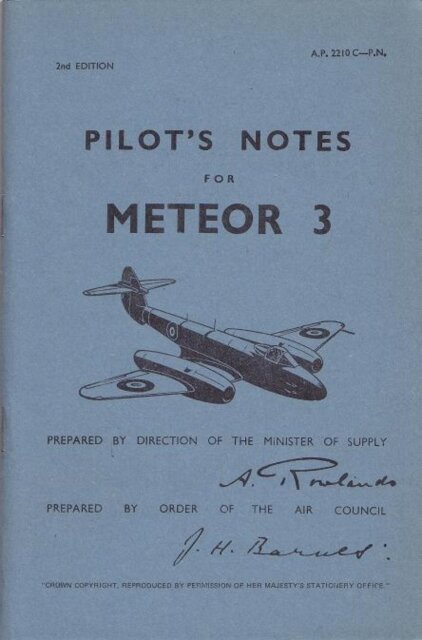 A.P. 2210 C—P.N.
2nd EDITION
PILOT'S NOTES
FOR
METEOR 3
PREPARED BY DIRECTION OF THE MINISTER OF SUPPLY
A. Rowlands
PREPARED BY ORDER OF THE AIR COUNCIL
J. H. Barnes.
"CROWN COPYRIGHT, REPRODUCED BY PERMISSION OF HER MAJESTY'S STATIONERY OFFICE."